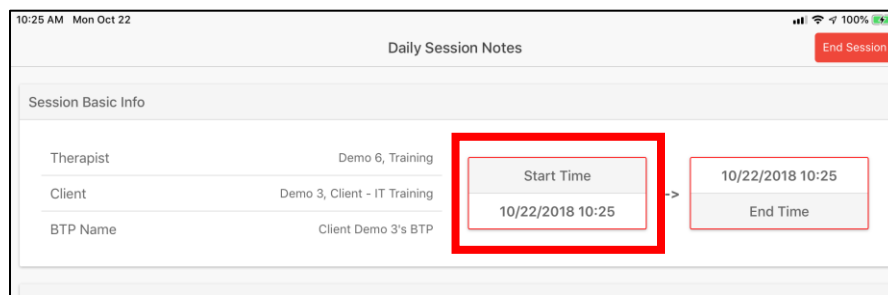 10:25 AM Mon Oct 22
100%
Daily Session Notes
End Session
Session Basic Info
Therapist
Demo 6, Training
Client
Demo 3, Client - IT Training
BTP Name
Client Demo 3's BTP
Start Time
10/22/2018 10:25
->
10/22/2018 10:25
End Time